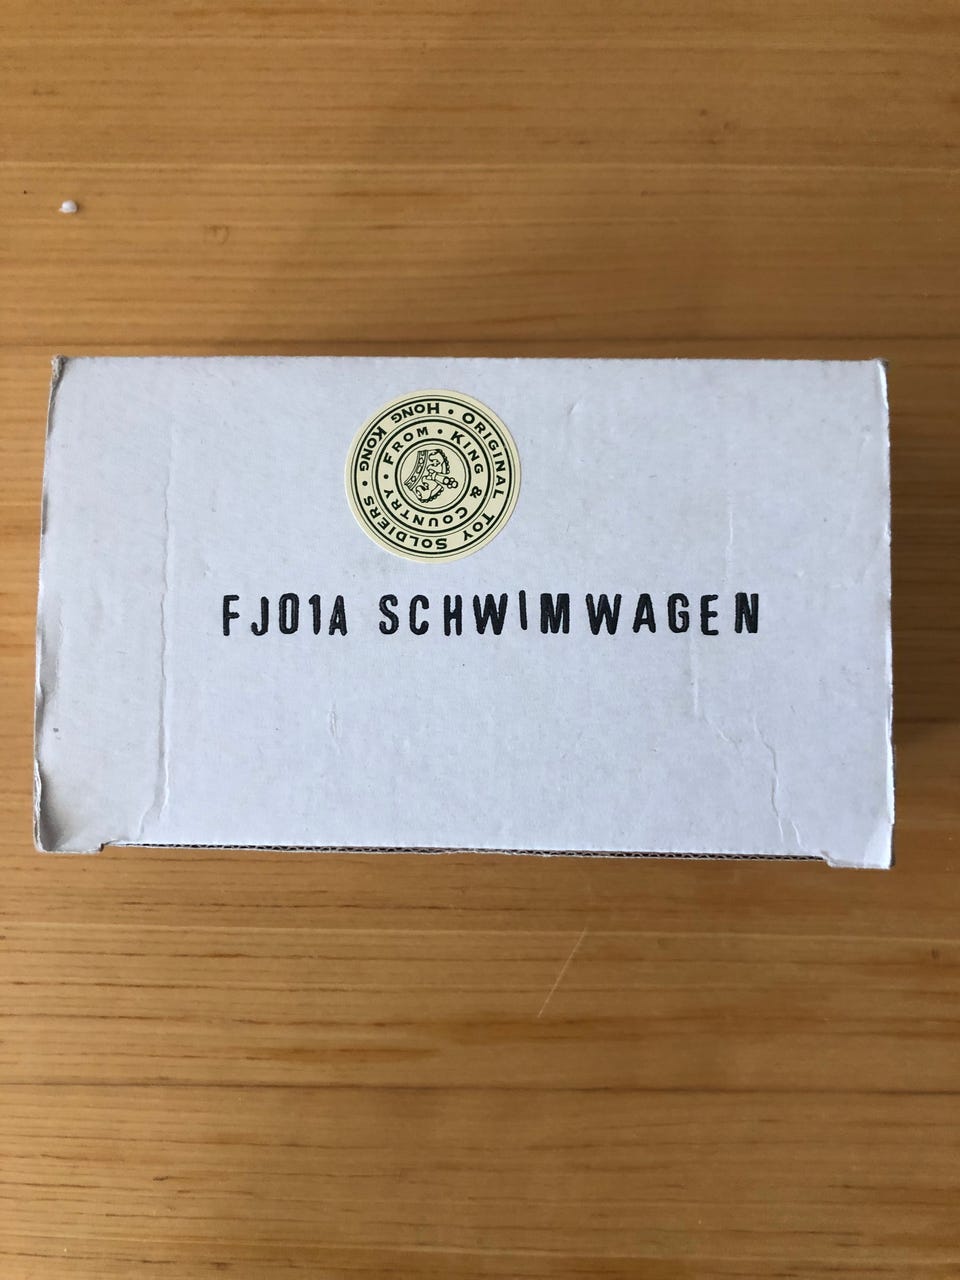 ORIGINAL TOY SOLDIERS • HONG KONG •
FROM • KING & COUNTRY •
FJ01A SCHWIMWAGEN